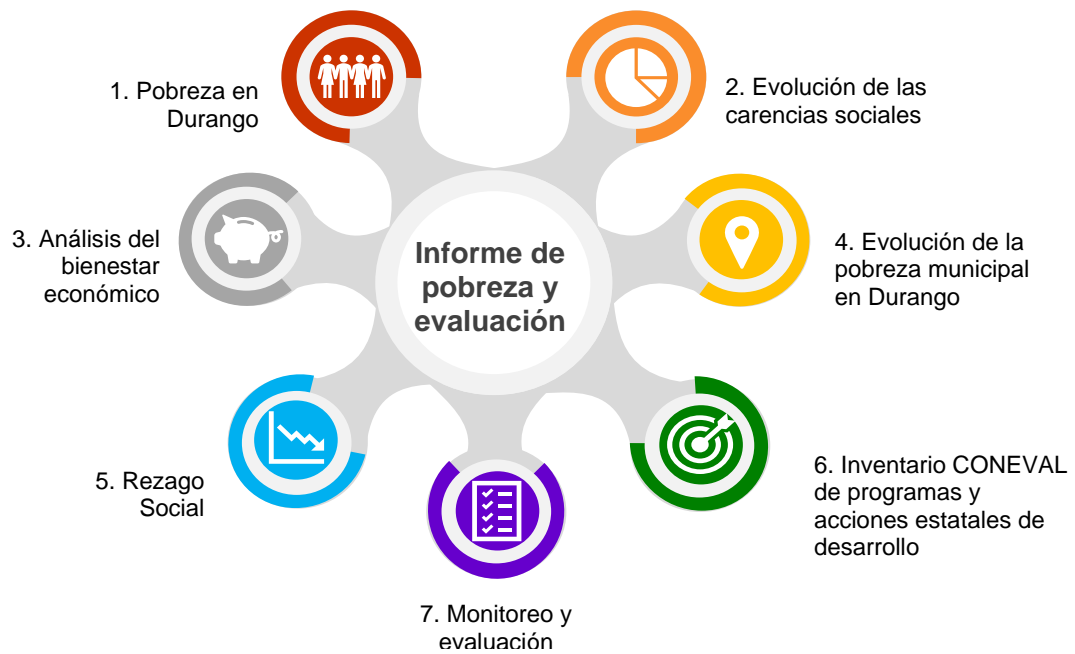 1. Pobreza en
Durango
2. Evolución de las
carencias sociales
3. Análisis del
bienestar
económico
Informe de
pobreza y
evaluación
4. Evolución de la
pobreza municipal
en Durango
5. Rezago
Social
6. Inventario CONEVAL
de programas y
acciones estatales de
desarrollo
7. Monitoreo y
evaluación